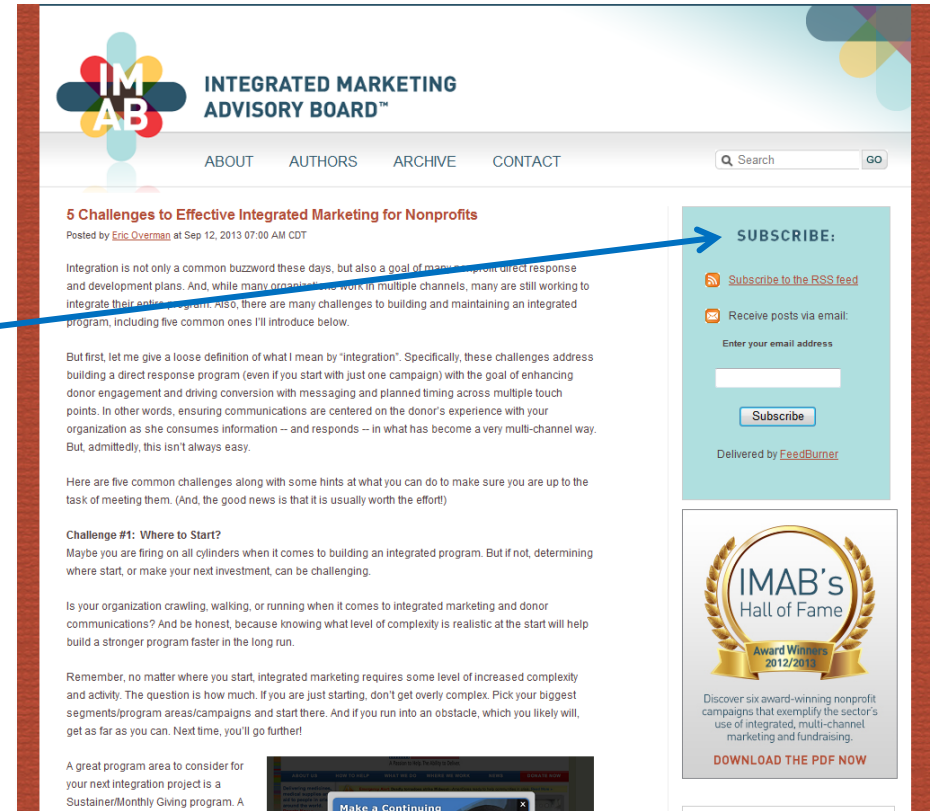 IM
AB
INTEGRATED MARKETING
ADVISORY BOARD™
ABOUT AUTHORS ARCHIVE CONTACT
Search GO
5 Challenges to Effective Integrated Marketing for Nonprofits
Posted by Eric Overman at Sep 12, 2013 07:00 AM CDT
Integration is not only a common buzzword these days, but also a goal of many nonprofit direct response
and development plans. And, while many organizations work in multiple channels, many are still working to
integrate their entire program. Also, there are many challenges to building and maintaining an integrated
program, including five common ones I'll introduce below.
But first, let me give a loose definition of what I mean by “integration”. Specifically, these challenges address
building a direct response program (even if you start with just one campaign) with the goal of enhancing
donor engagement and driving conversion with messaging and planned timing across multiple touch
points. In other words, ensuring communications are centered on the donor's experience with your
organization as she consumes information -- and responds -- in what has become a very multi-channel way.
But, admittedly, this isn't always easy.
Here are five common challenges along with some hints at what you can do to make sure you are up to the
task of meeting them. (And, the good news is that it is usually worth the effort!)
Challenge #1: Where to Start?
Maybe you are firing on all cylinders when it comes to building an integrated program. But if not, determining
where start, or make your next investment, can be challenging.
Is your organization crawling, walking, or running when it comes to integrated marketing and donor
communications? And be honest, because knowing what level of complexity is realistic at the start will help
build a stronger program faster in the long run.
Remember, no matter where you start, integrated marketing requires some level of increased complexity
and activity. The question is how much. If you are just starting, don't get overly complex. Pick your biggest
segments/program areas/campaigns and start there. And if you run into an obstacle, which you likely will,
get as far as you can. Next time, you'll go further!
A great program area to consider for
your next integration project is a
Sustainer/Monthly Giving program. A
ABOUT US HOW TO HELP WHAT WE DO WHERE WE WORK NEWS DONATE NOW
Make a Continuing
x
SUBSCRIBE:
Subscribe to the RSS feed
Receive posts via email:
Enter your email address
Subscribe
Delivered by FeedBurner
IMAB's
Hall of Fame
Award Winners
2012/2013
Discover six award-winning nonprofit
campaigns that exemplify the sector's
use of integrated, multi-channel
marketing and fundraising.
DOWNLOAD THE PDF NOW